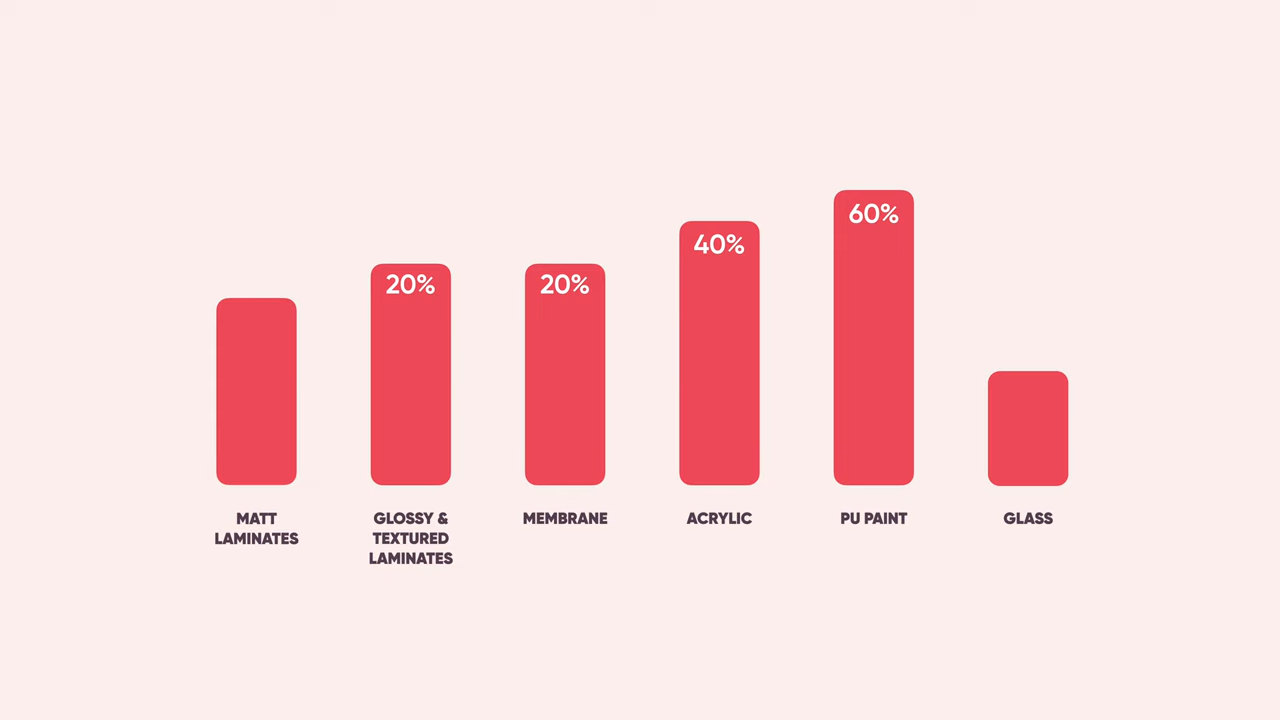 20%
20%
40%
60%
MATT
LAMINATES
GLOSSY &
TEXTURED
LAMINATES
MEMBRANE
ACRYLIC
PU PAINT
GLASS